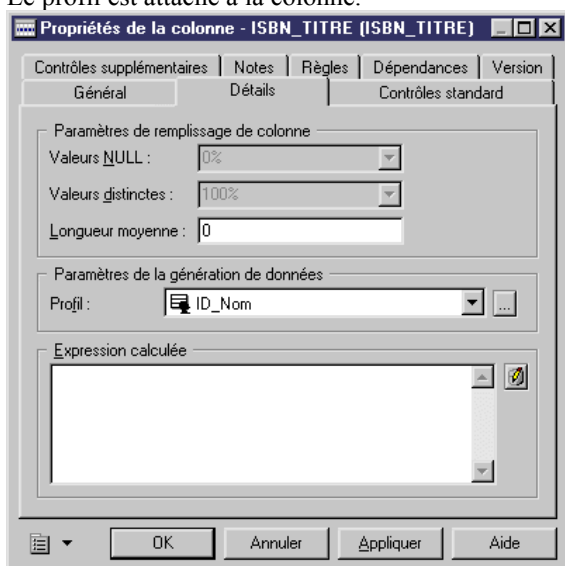 Le profil est attaché à la colonne.
Propriétés de la colonne - ISBN_TITRE (ISBN_TITRE)
Contrôles supplémentaires Notes Règles Dépendances Version
Général Détails Contrôles standard
Paramètres de remplissage de colonne
Valeurs NULL : 0%
Valeurs distinctes : 100%
Longueur moyenne : 0
Paramètres de la génération de données
Profil : ID_Nom ...
Expression calculée
OK Annuler Appliquer Aide